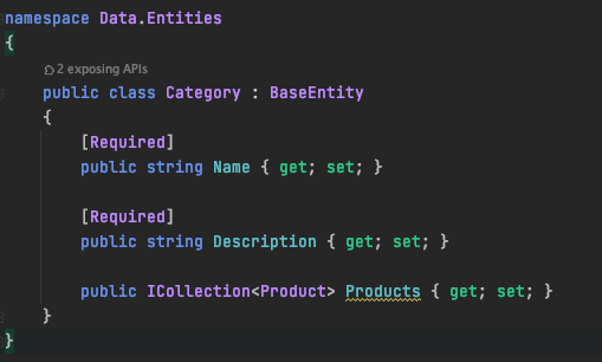 namespace Data.Entities
{
2 exposing APIs
public class Category : BaseEntity
{
[Required]
public string Name { get; set; }
[Required]
public string Description { get; set; }
public ICollection<Product> Products { get; set; }
}
}